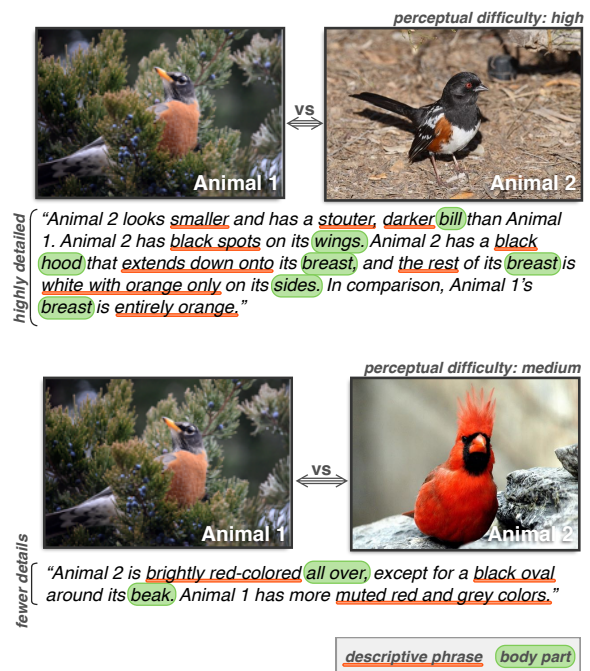 perceptual difficulty: high
Animal 1
vs
Animal 2
highly detailed
“Animal 2 looks smaller and has a stouter, darker bill than Animal
1. Animal 2 has black spots on its wings. Animal 2 has a black
hood that extends down onto its breast, and the rest of its breast is
white with orange only on its sides. In comparison, Animal 1’s
breast is entirely orange.”
perceptual difficulty: medium
Animal 1
vs
Animal 2
fewer details
“Animal 2 is brightly red-colored all over, except for a black oval
around its beak. Animal 1 has more muted red and grey colors.”
descriptive phrase
body part